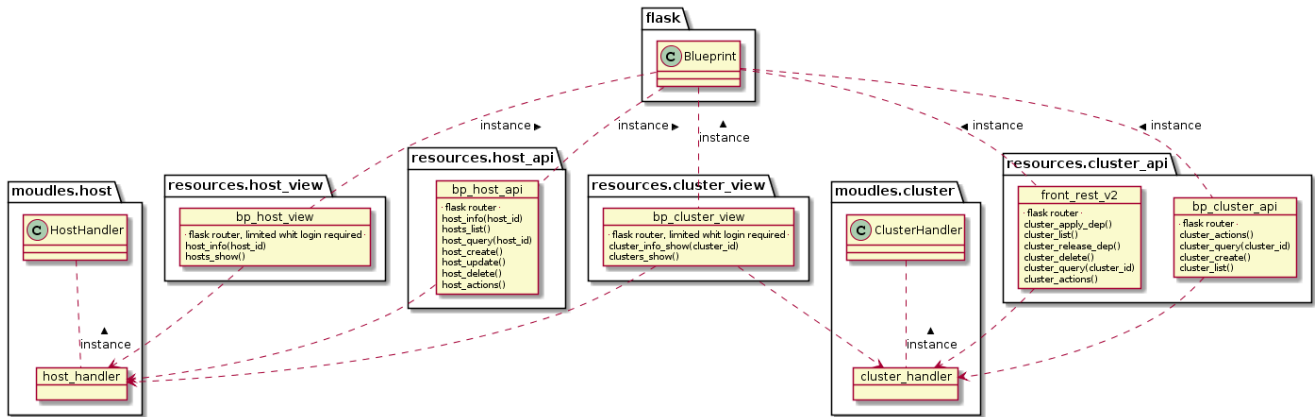 flask
C Blueprint
instance ►
instance ►
▲
instance
◄ instance
◄ instance
resources.host_api
bp_host_api
· flask router ·
host_info(host_id)
hosts_list()
host_query(host_id)
host_create()
host_update()
host_delete()
host_actions()
resources.cluster_api
front_rest_v2
· flask router ·
cluster_apply_dep()
cluster_list()
cluster_release_dep()
cluster_delete()
cluster_query(cluster_id)
cluster_actions()
bp_cluster_api
· flask router ·
cluster_actions()
cluster_query(cluster_id)
cluster_create()
cluster_list()
moudles.host
C HostHandler
▲
instance
host_handler
resources.host_view
bp_host_view
· flask router, limited whit login required ·
host_info(host_id)
hosts_show()
resources.cluster_view
bp_cluster_view
· flask router, limited whit login required ·
cluster_info_show(cluster_id)
clusters_show()
moudles.cluster
C ClusterHandler
▲
instance
cluster_handler